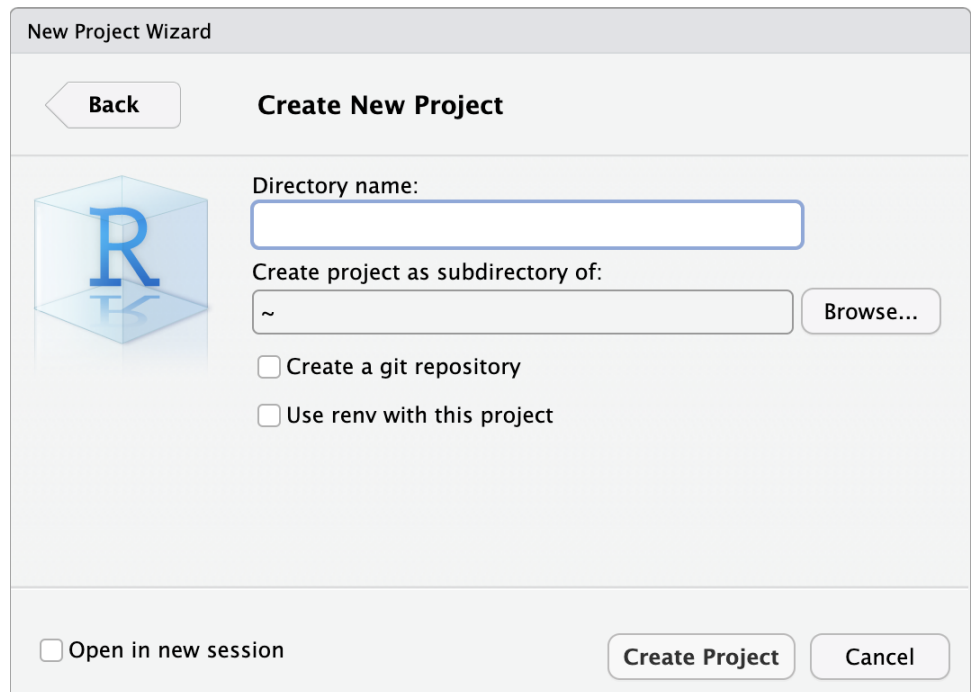 New Project Wizard
Back
Create New Project
R
Directory name:
Create project as subdirectory of:
~
Browse...
Create a git repository
Use renv with this project
Open in new session
Create Project
Cancel